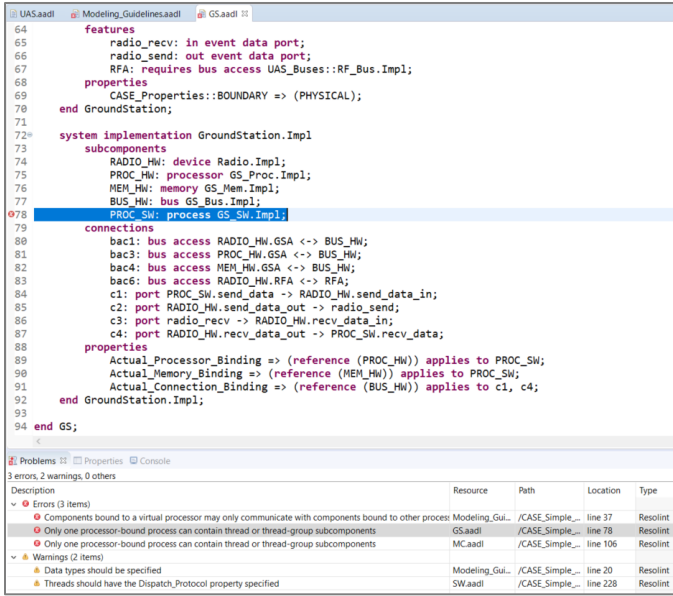 UAS.aadl Modeling_Guidelines.aadl GS.aadl
64 features
65 radio_recv: in event data port;
66 radio_send: out event data port;
67 RFA: requires bus access UAS_Buses::RF_Bus.Impl;
68 properties
69 CASE_Properties::BOUNDARY => (PHYSICAL);
70 end GroundStation;
71
72 system implementation GroundStation.Impl
73 subcomponents
74 RADIO_HW: device Radio.Impl;
75 PROC_HW: processor GS_Proc.Impl;
76 MEM_HW: memory GS_Mem.Impl;
77 BUS_HW: bus GS_Bus.Impl;
78 PROC_SW: process GS_SW.Impl;
79 connections
80 bac1: bus access RADIO_HW.GSA <-> BUS_HW;
81 bac3: bus access PROC_HW.GSA <-> BUS_HW;
82 bac4: bus access MEM_HW.GSA <-> BUS_HW;
83 bac6: bus access RADIO_HW.RFA <-> RFA;
84 c1: port PROC_SW.send_data -> RADIO_HW.send_data_in;
85 c2: port RADIO_HW.send_data_out -> radio_send;
86 c3: port radio_recv -> RADIO_HW.recv_data_in;
87 c4: port RADIO_HW.recv_data_out -> PROC_SW.recv_data;
88 properties
89 Actual_Processor_Binding => (reference (PROC_HW)) applies to PROC_SW;
90 Actual_Memory_Binding => (reference (MEM_HW)) applies to PROC_SW;
91 Actual_Connection_Binding => (reference (BUS_HW)) applies to c1, c4;
92 end GroundStation.Impl;
93
94 end GS;
Problems Properties Console
3 errors, 2 warnings, 0 others
Description Resource Path Location Type
Errors (3 items)
Components bound to a virtual processor may only communicate with components bound to other proces Modeling_Gui... /CASE_Simple_... line 37 Resolint
Only one processor-bound process can contain thread or thread-group subcomponents GS.aadl /CASE_Simple_... line 78 Resolint
Only one processor-bound process can contain thread or thread-group subcomponents MC.aadl /CASE_Simple_... line 106 Resolint
Warnings (2 items)
Data types should be specified Modeling_Gui... /CASE_Simple_... line 20 Resolint
Threads should have the Dispatch_Protocol property specified SW.aadl /CASE_Simple_... line 228 Resolint